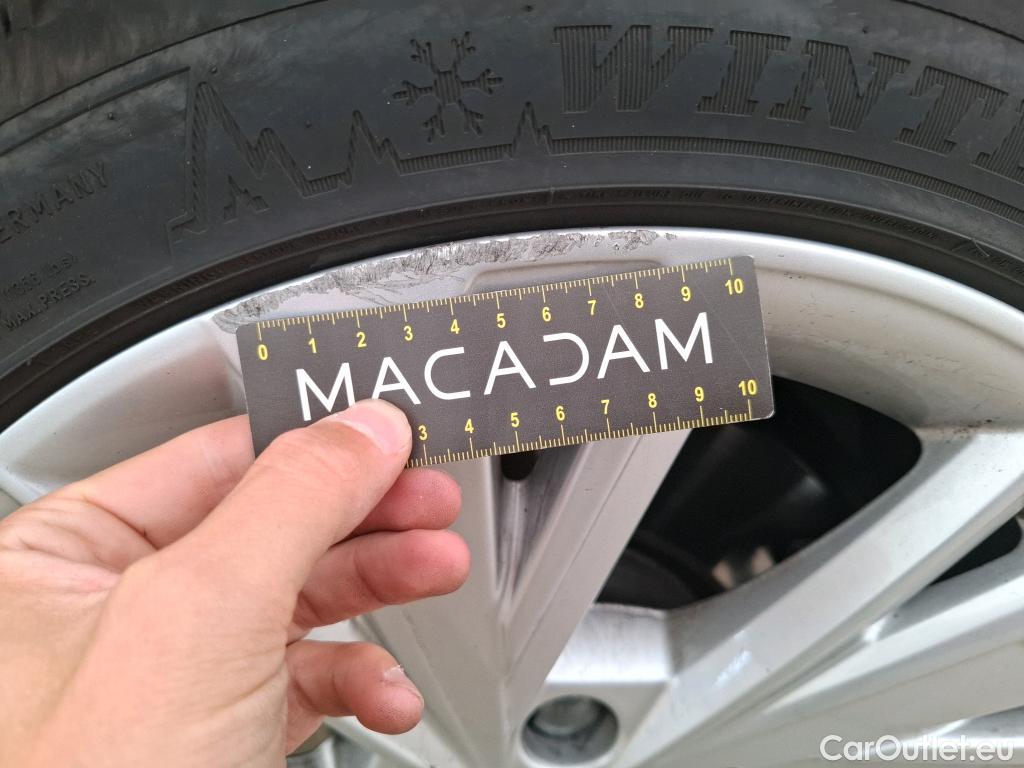 WINT
GERMANY
MAX.PRESS.
0 1 2 3 4 5 6 7 8 9 10
MACADAM
3 4 5 6 7 8 9 10
CarOutlet.eu